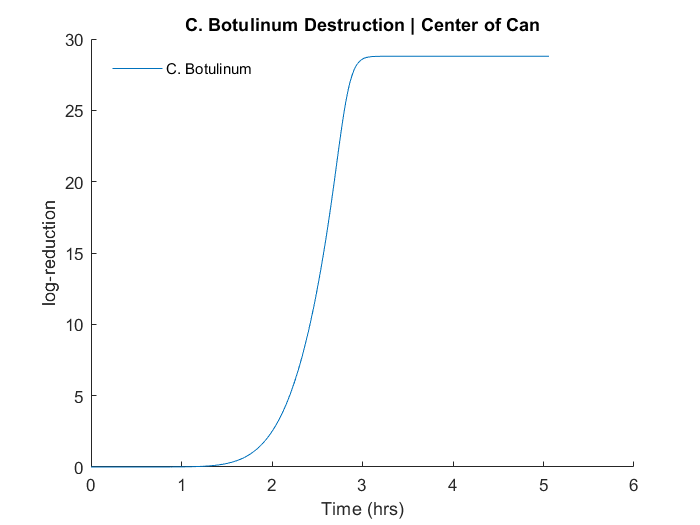 C. Botulinum Destruction | Center of Can
30
C. Botulinum
25
20
15
10
5
0
log-reduction
0 1 2 3 4 5 6
Time (hrs)